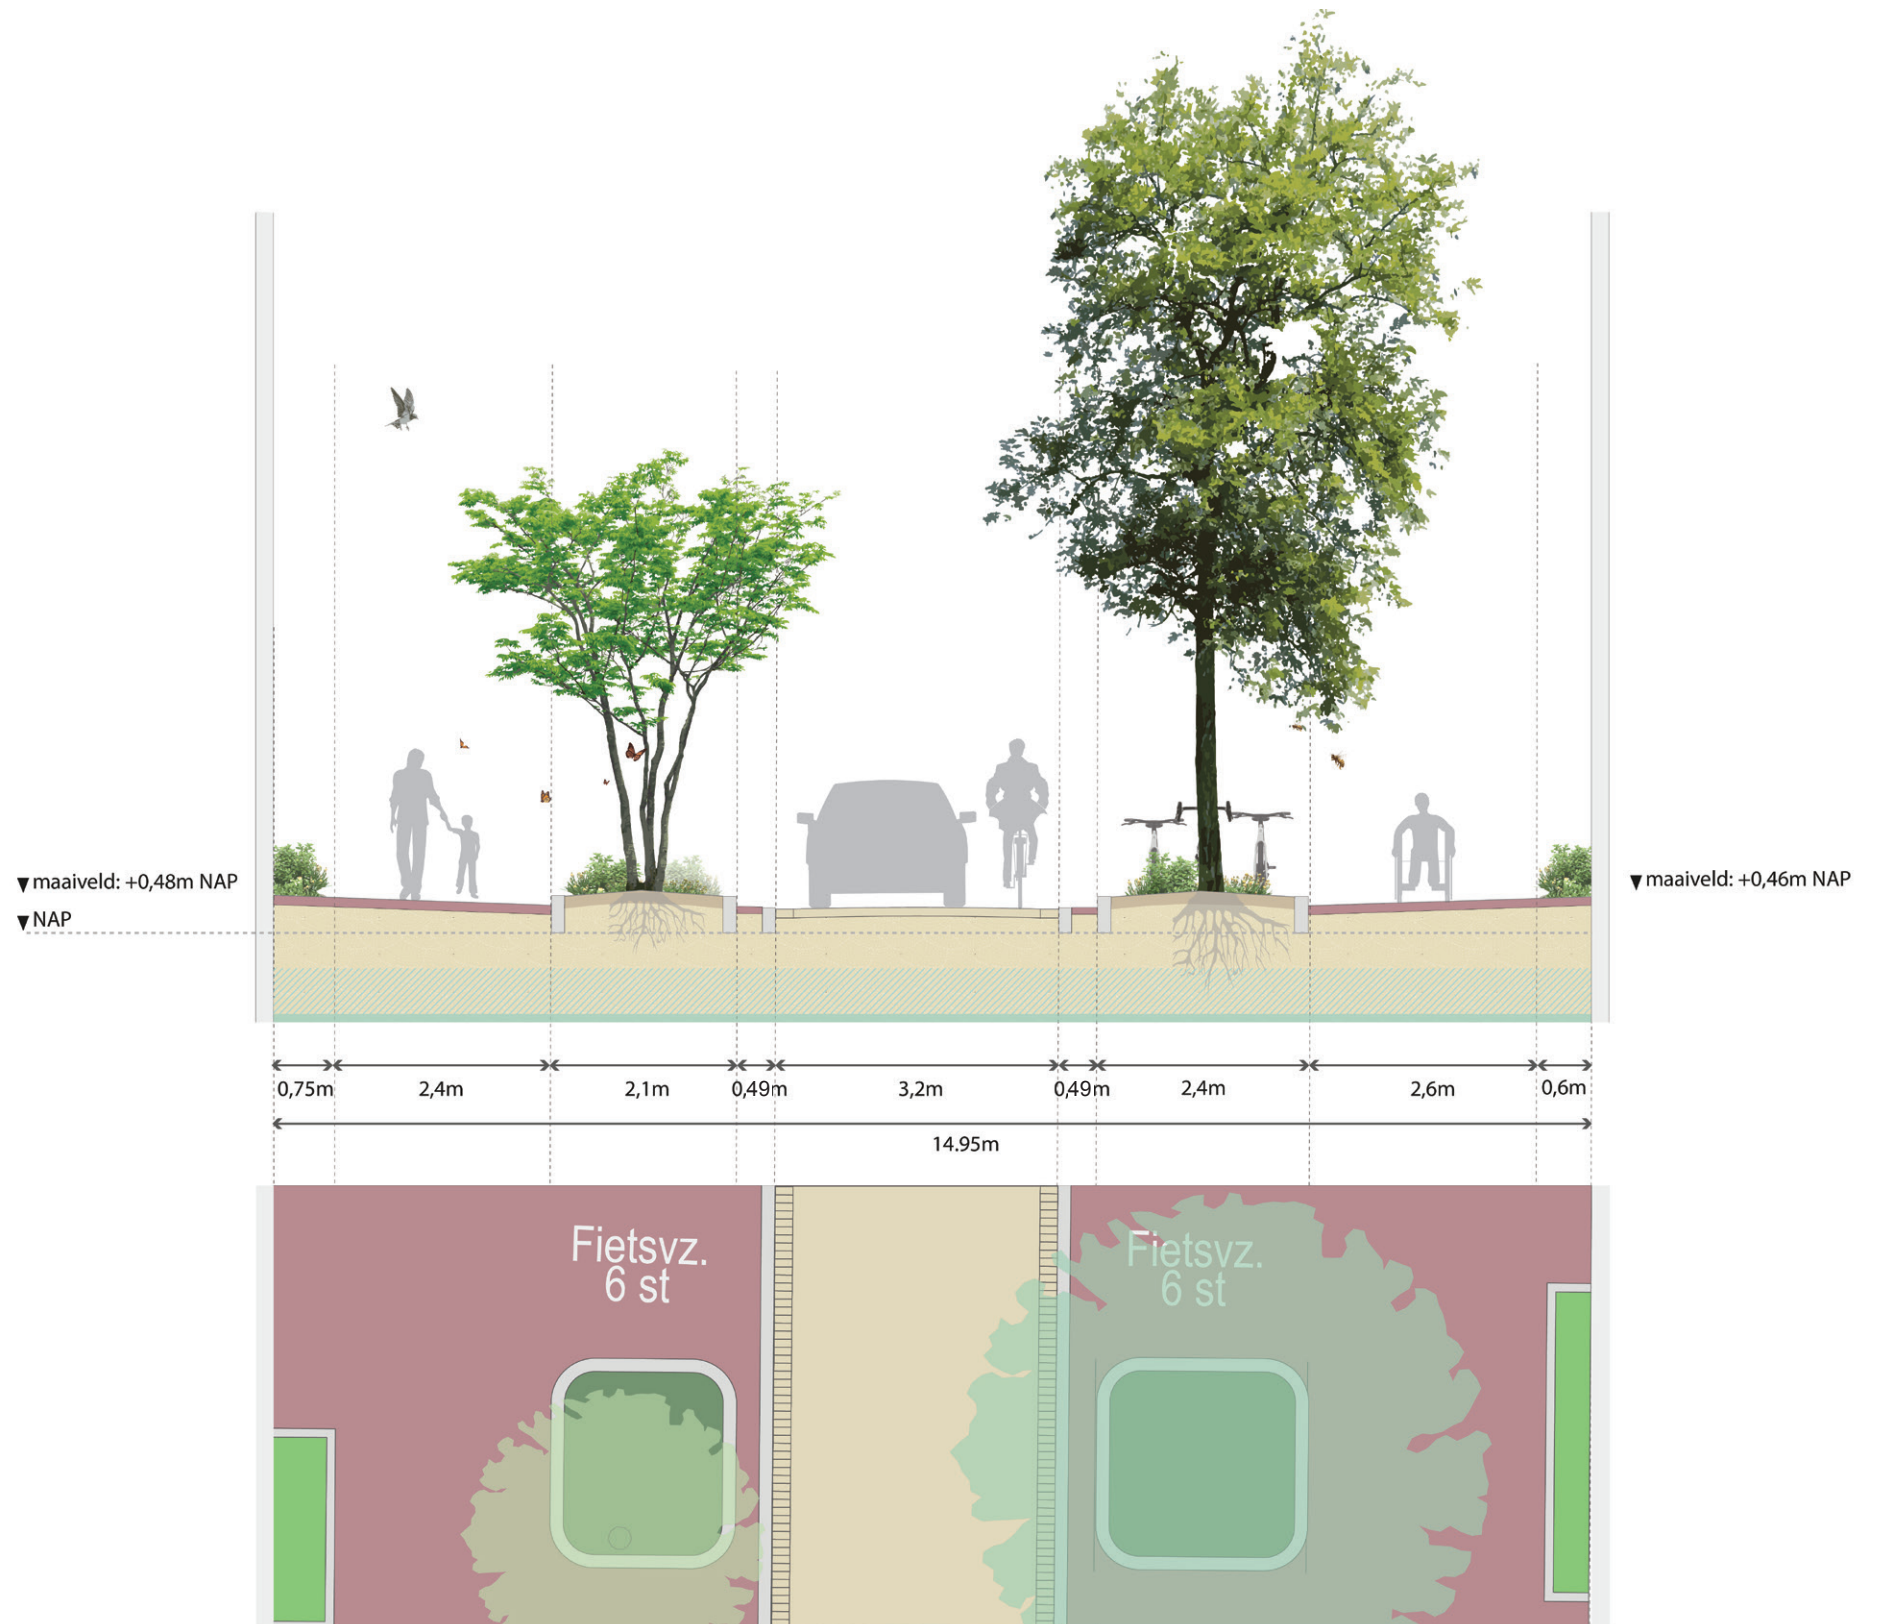 maaiveld: +0,48m NAP
NAP
maaiveld: +0,46m NAP
0,75m
2,4m
2,1m
0,49m
3,2m
0,49m
2,4m
2,6m
0,6m
14.95m
Fietsvz.
6 st
Fietsvz.
6 st